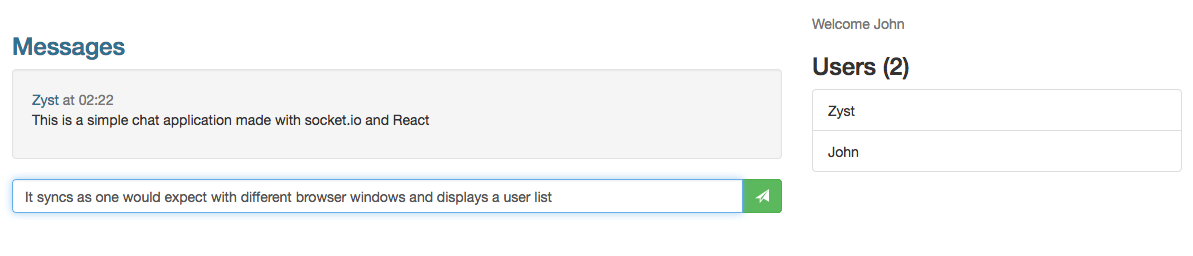 Messages
Zyst at 02:22
This is a simple chat application made with socket.io and React
It syncs as one would expect with different browser windows and displays a user list
Welcome John
Users (2)
Zyst
John